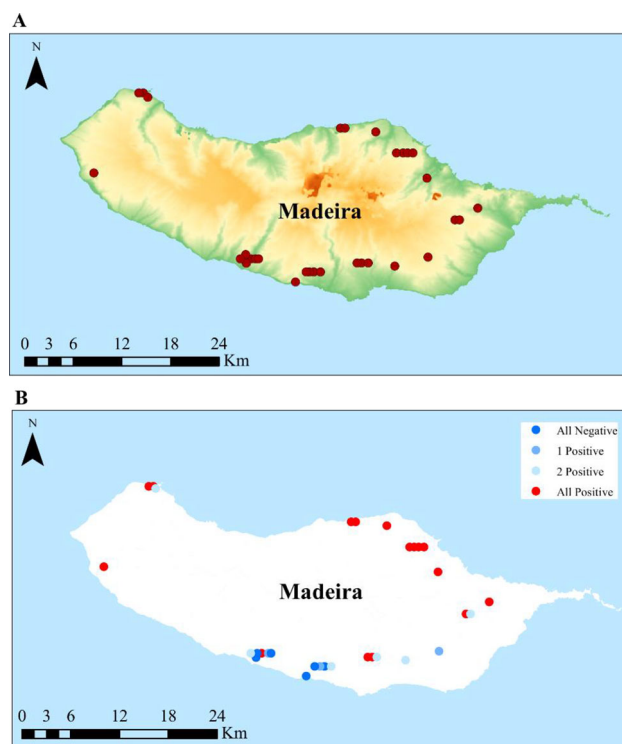 A
N
Madeira
0 3 6 12 18 24
Km
B
N
All Negative
1 Positive
2 Positive
All Positive
Madeira
0 3 6 12 18 24
Km